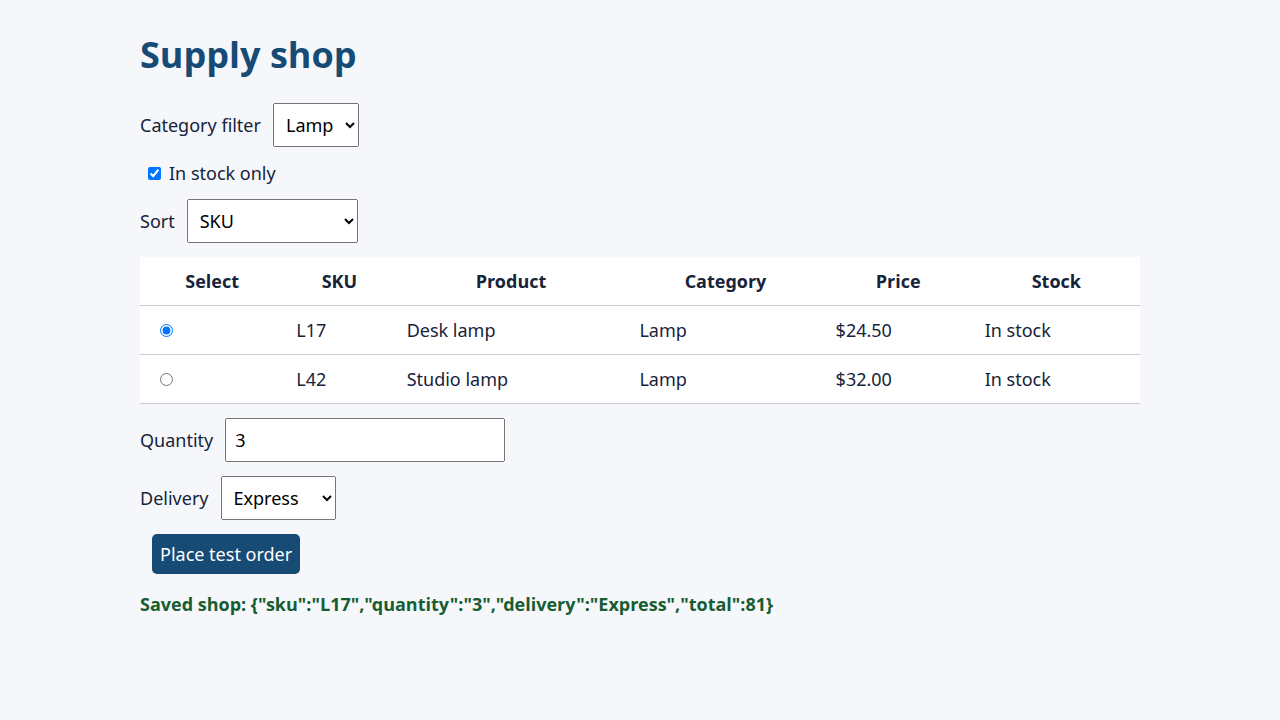 Supply shop
Category filter Lamp
In stock only
Sort SKU
Select SKU Product Category Price Stock
L17 Desk lamp Lamp $24.50 In stock
L42 Studio lamp Lamp $32.00 In stock
Quantity 3
Delivery Express
Place test order
Saved shop: {"sku":"L17","quantity":"3","delivery":"Express","total":81}